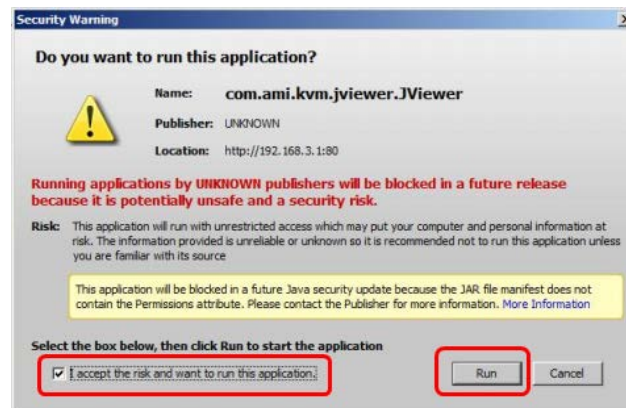 Security Warning
Do you want to run this application?
Name: com.ami.kvm.jviewer.JViewer
Publisher: UNKNOWN
Location: http://192.168.3.1:80
Running applications by UNKNOWN publishers will be blocked in a future release
because it is potentially unsafe and a security risk.
Risk: This application will run with unrestricted access which may put your computer and personal information at
risk. The information provided is unreliable or unknown so it is recommended not to run this application unless
you are familiar with its source
This application will be blocked in a future Java security update because the JAR file manifest does not
contain the Permissions attribute. Please contact the Publisher for more information. More Information
Select the box below, then click Run to start the application
I accept the risk and want to run this application.
Run Cancel